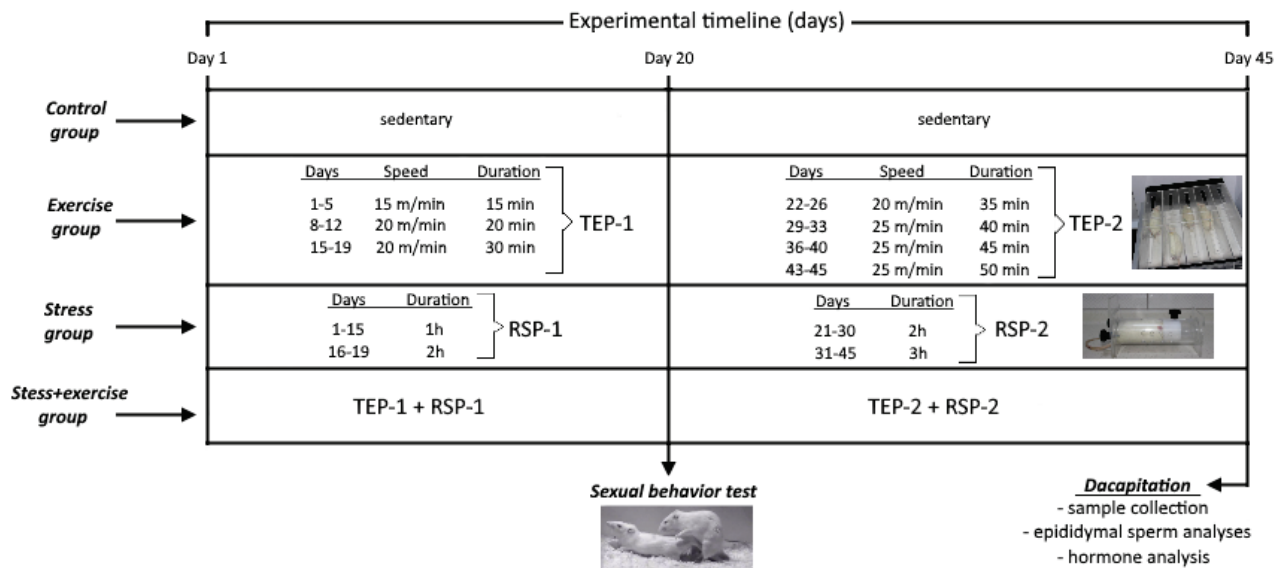 Experimental timeline (days)
Day 1
Day 20
Day 45
Control
group
sedentary
sedentary
Exercise
group
Days Speed Duration
1-5 15 m/min 15 min
8-12 20 m/min 20 min
15-19 20 m/min 30 min
TEP-1
Days Speed Duration
22-26 20 m/min 35 min
29-33 25 m/min 40 min
36-40 25 m/min 45 min
43-45 25 m/min 50 min
TEP-2
Stress
group
Days Duration
1-15 1h
16-19 2h
RSP-1
Days Duration
21-30 2h
31-45 3h
RSP-2
Stess+exercise
group
TEP-1 + RSP-1
TEP-2 + RSP-2
Sexual behavior test
Dacapitation
- sample collection
- epididymal sperm analyses
- hormone analysis